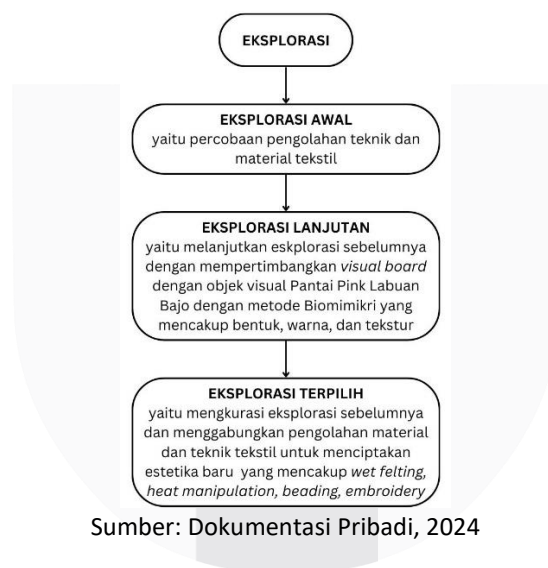 EKSPLORASI
EKSPLORASI AWAL
yaitu percobaan pengolahan teknik dan
material tekstil
EKSPLORASI LANJUTAN
yaitu melanjutkan eskplorasi sebelumnya
dengan mempertimbangkan visual board
dengan objek visual Pantai Pink Labuan
Bajo dengan metode Biomimikri yang
mencakup bentuk, warna, dan tekstur
EKSPLORASI TERPILIH
yaitu mengkurasi eksplorasi sebelumnya
dan menggabungkan pengolahan material
dan teknik tekstil untuk menciptakan
estetika baru yang mencakup wet felting,
heat manipulation, beading, embroidery
Sumber: Dokumentasi Pribadi, 2024